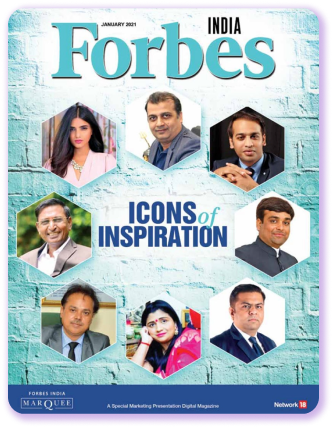 JANUARY 2021
INDIA
Forbes
ICONS of
INSPIRATION
FORBES INDIA
MARQUEE
A Special Marketing Presentation Digital Magazine
Network 18